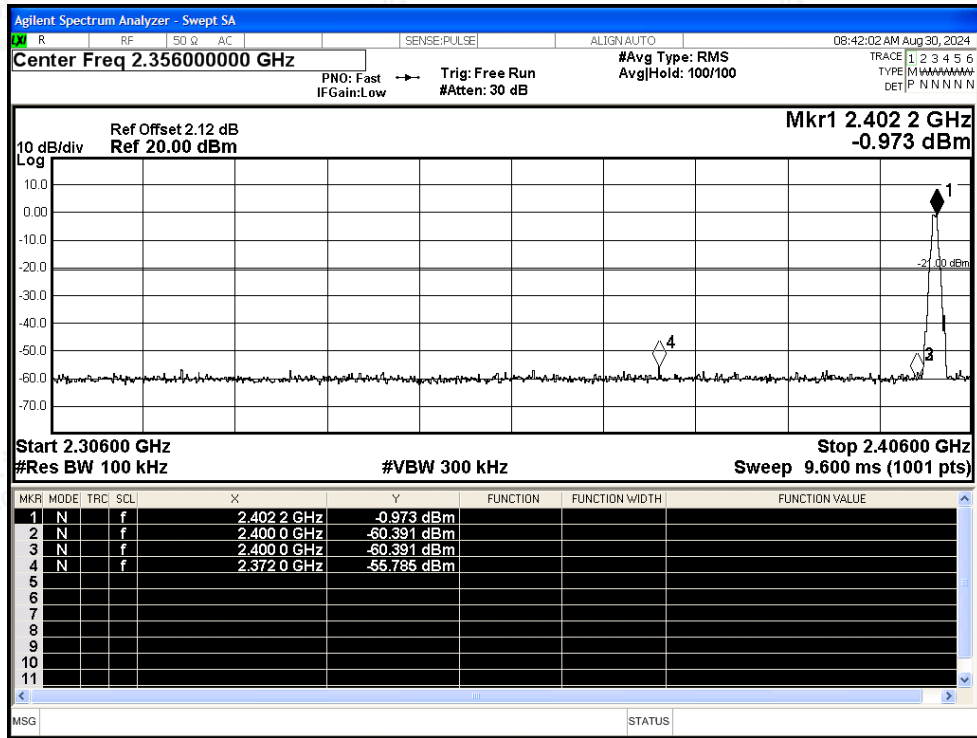 Agilent Spectrum Analyzer - Swept SA
LXI R RF 50 Ω AC SENSE:PULSE ALIGN AUTO 08:42:02 AM Aug 30, 2024
Center Freq 2.356000000 GHz
PNO: Fast
IFGain:Low
Trig: Free Run
#Atten: 30 dB
#Avg Type: RMS
Avg|Hold: 100/100
TRACE 1 2 3 4 5 6
TYPE M
DET P N N N N N
Ref Offset 2.12 dB
10 dB/div Ref 20.00 dBm
Log
Mkr1 2.402 2 GHz
-0.973 dBm
10.0
0.00
-10.0
-20.0
-30.0
-40.0
-50.0
-60.0
-70.0
1
-21.00 dBm
4
Start 2.30600 GHz Stop 2.40600 GHz
#Res BW 100 kHz #VBW 300 kHz Sweep 9.600 ms (1001 pts)
MKR MODE TRC SCL X Y FUNCTION FUNCTION WIDTH FUNCTION VALUE
1 N f 2.402 2 GHz -0.973 dBm
2 N f 2.400 0 GHz -60.391 dBm
3 N f 2.400 0 GHz -60.391 dBm
4 N f 2.372 0 GHz -55.785 dBm
5
6
7
8
9
10
11
MSG STATUS